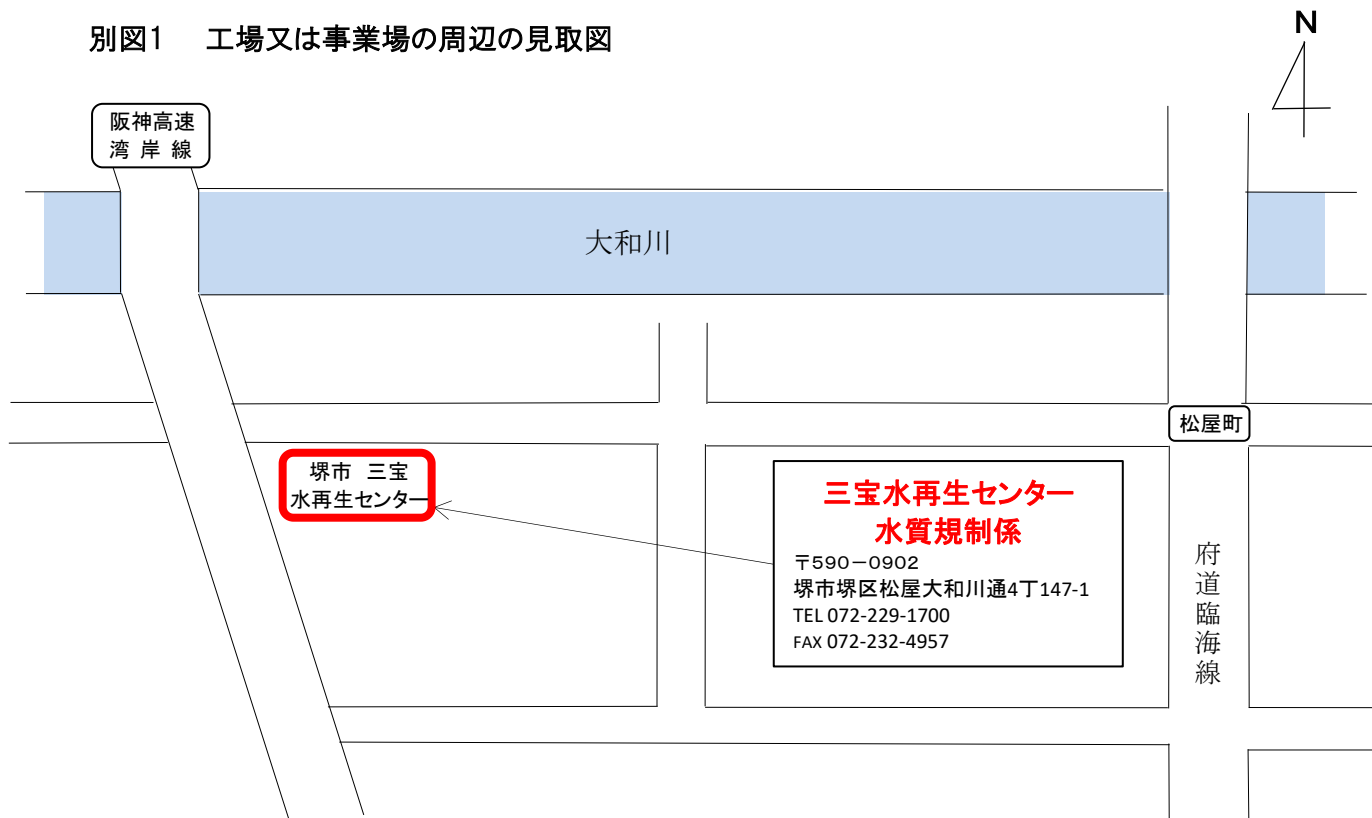 別図1 工場又は事業場の周辺の見取図
N
阪神高速
湾 岸 線
大和川
松屋町
堺市 三宝
水再生センター
三宝水再生センター
水質規制係
〒590－0902
堺市堺区松屋大和川通4丁147-1
TEL 072-229-1700
FAX 072-232-4957
府道臨海線